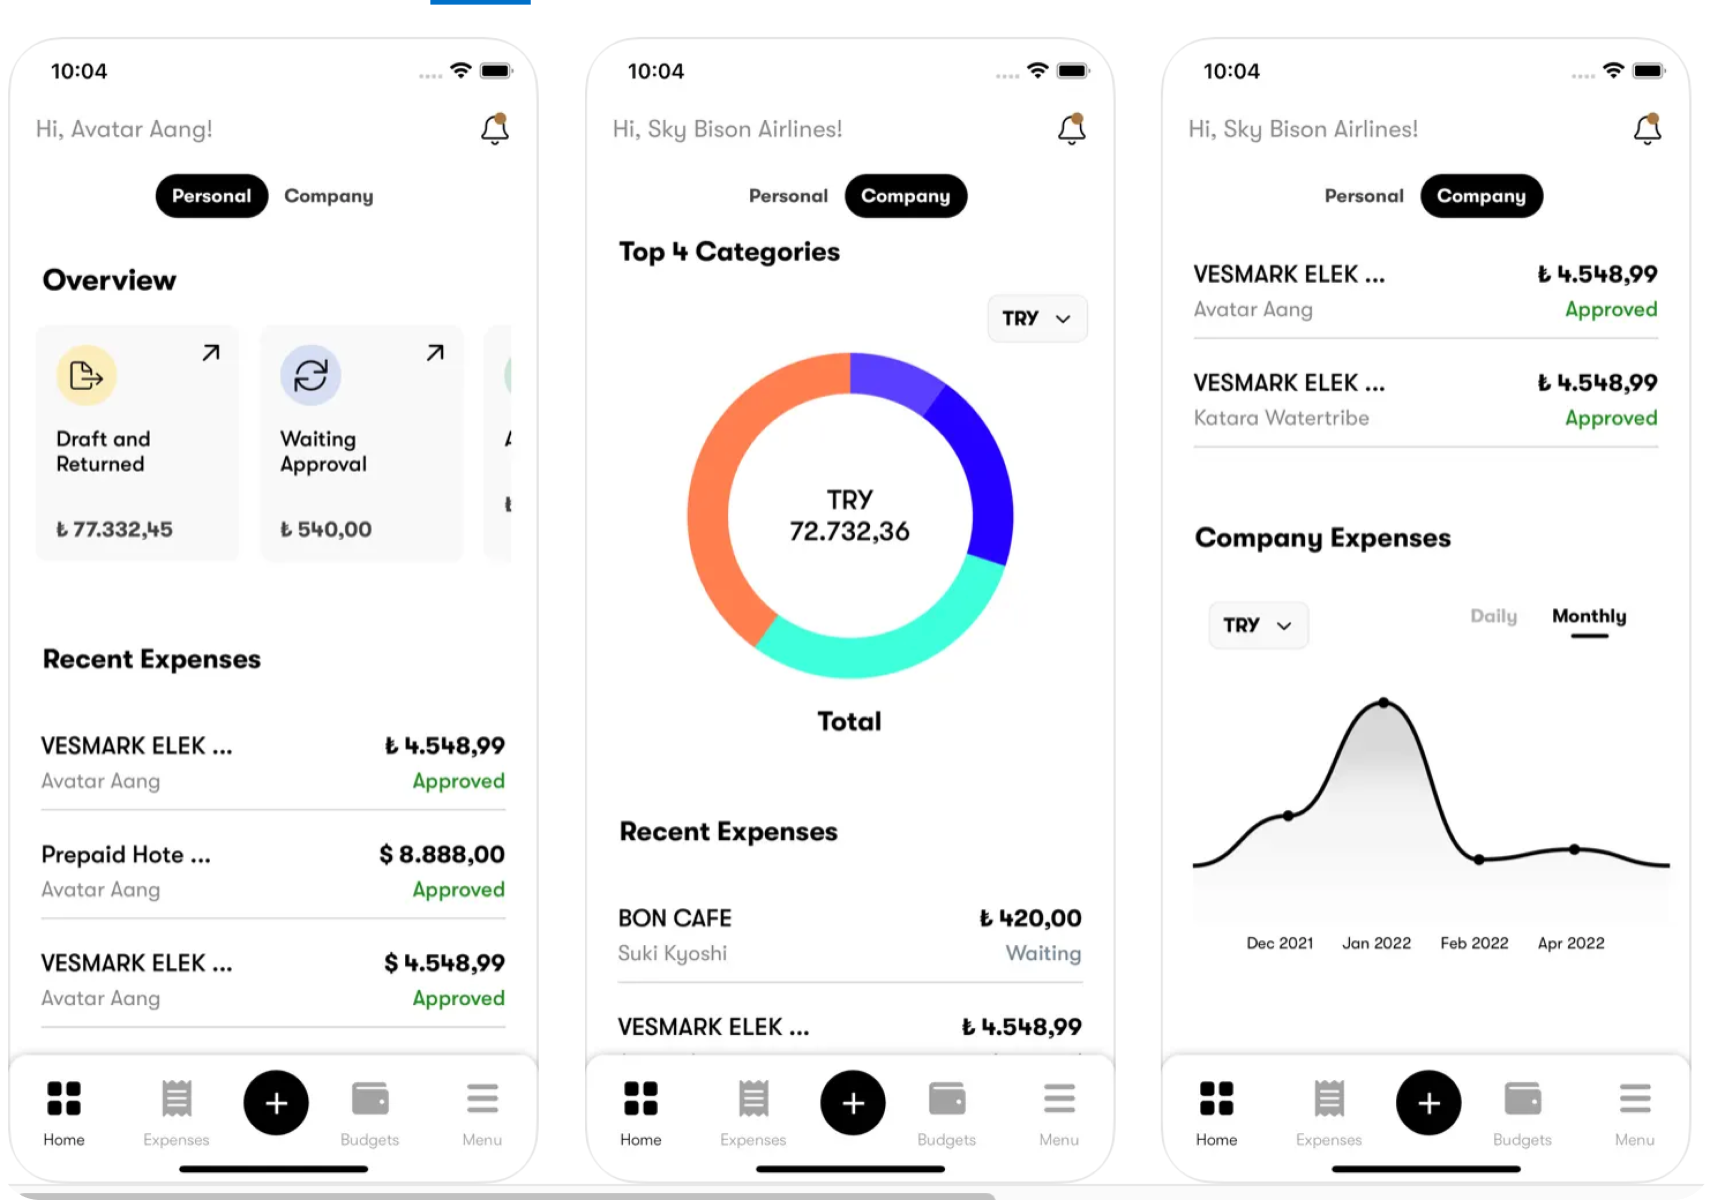 10:04
Hi, Avatar Aang!
Personal Company
Overview
Draft and
Returned
₺ 77.332,45
Waiting
Approval
₺ 540,00
Recent Expenses
VESMARK ELEK ... ₺ 4.548,99
Avatar Aang Approved
Prepaid Hote ... $ 8.888,00
Avatar Aang Approved
VESMARK ELEK ... $ 4.548,99
Avatar Aang Approved
Home Expenses Budgets Menu
10:04
Hi, Sky Bison Airlines!
Personal Company
Top 4 Categories
TRY
TRY
72.732,36
Total
Recent Expenses
BON CAFE ₺ 420,00
Suki Kyoshi Waiting
VESMARK ELEK ... ₺ 4.548,99
Home Expenses Budgets Menu
10:04
Hi, Sky Bison Airlines!
Personal Company
VESMARK ELEK ... ₺ 4.548,99
Avatar Aang Approved
VESMARK ELEK ... ₺ 4.548,99
Katara Watertribe Approved
Company Expenses
TRY Daily Monthly
Dec 2021 Jan 2022 Feb 2022 Apr 2022
Home Expenses Budgets Menu